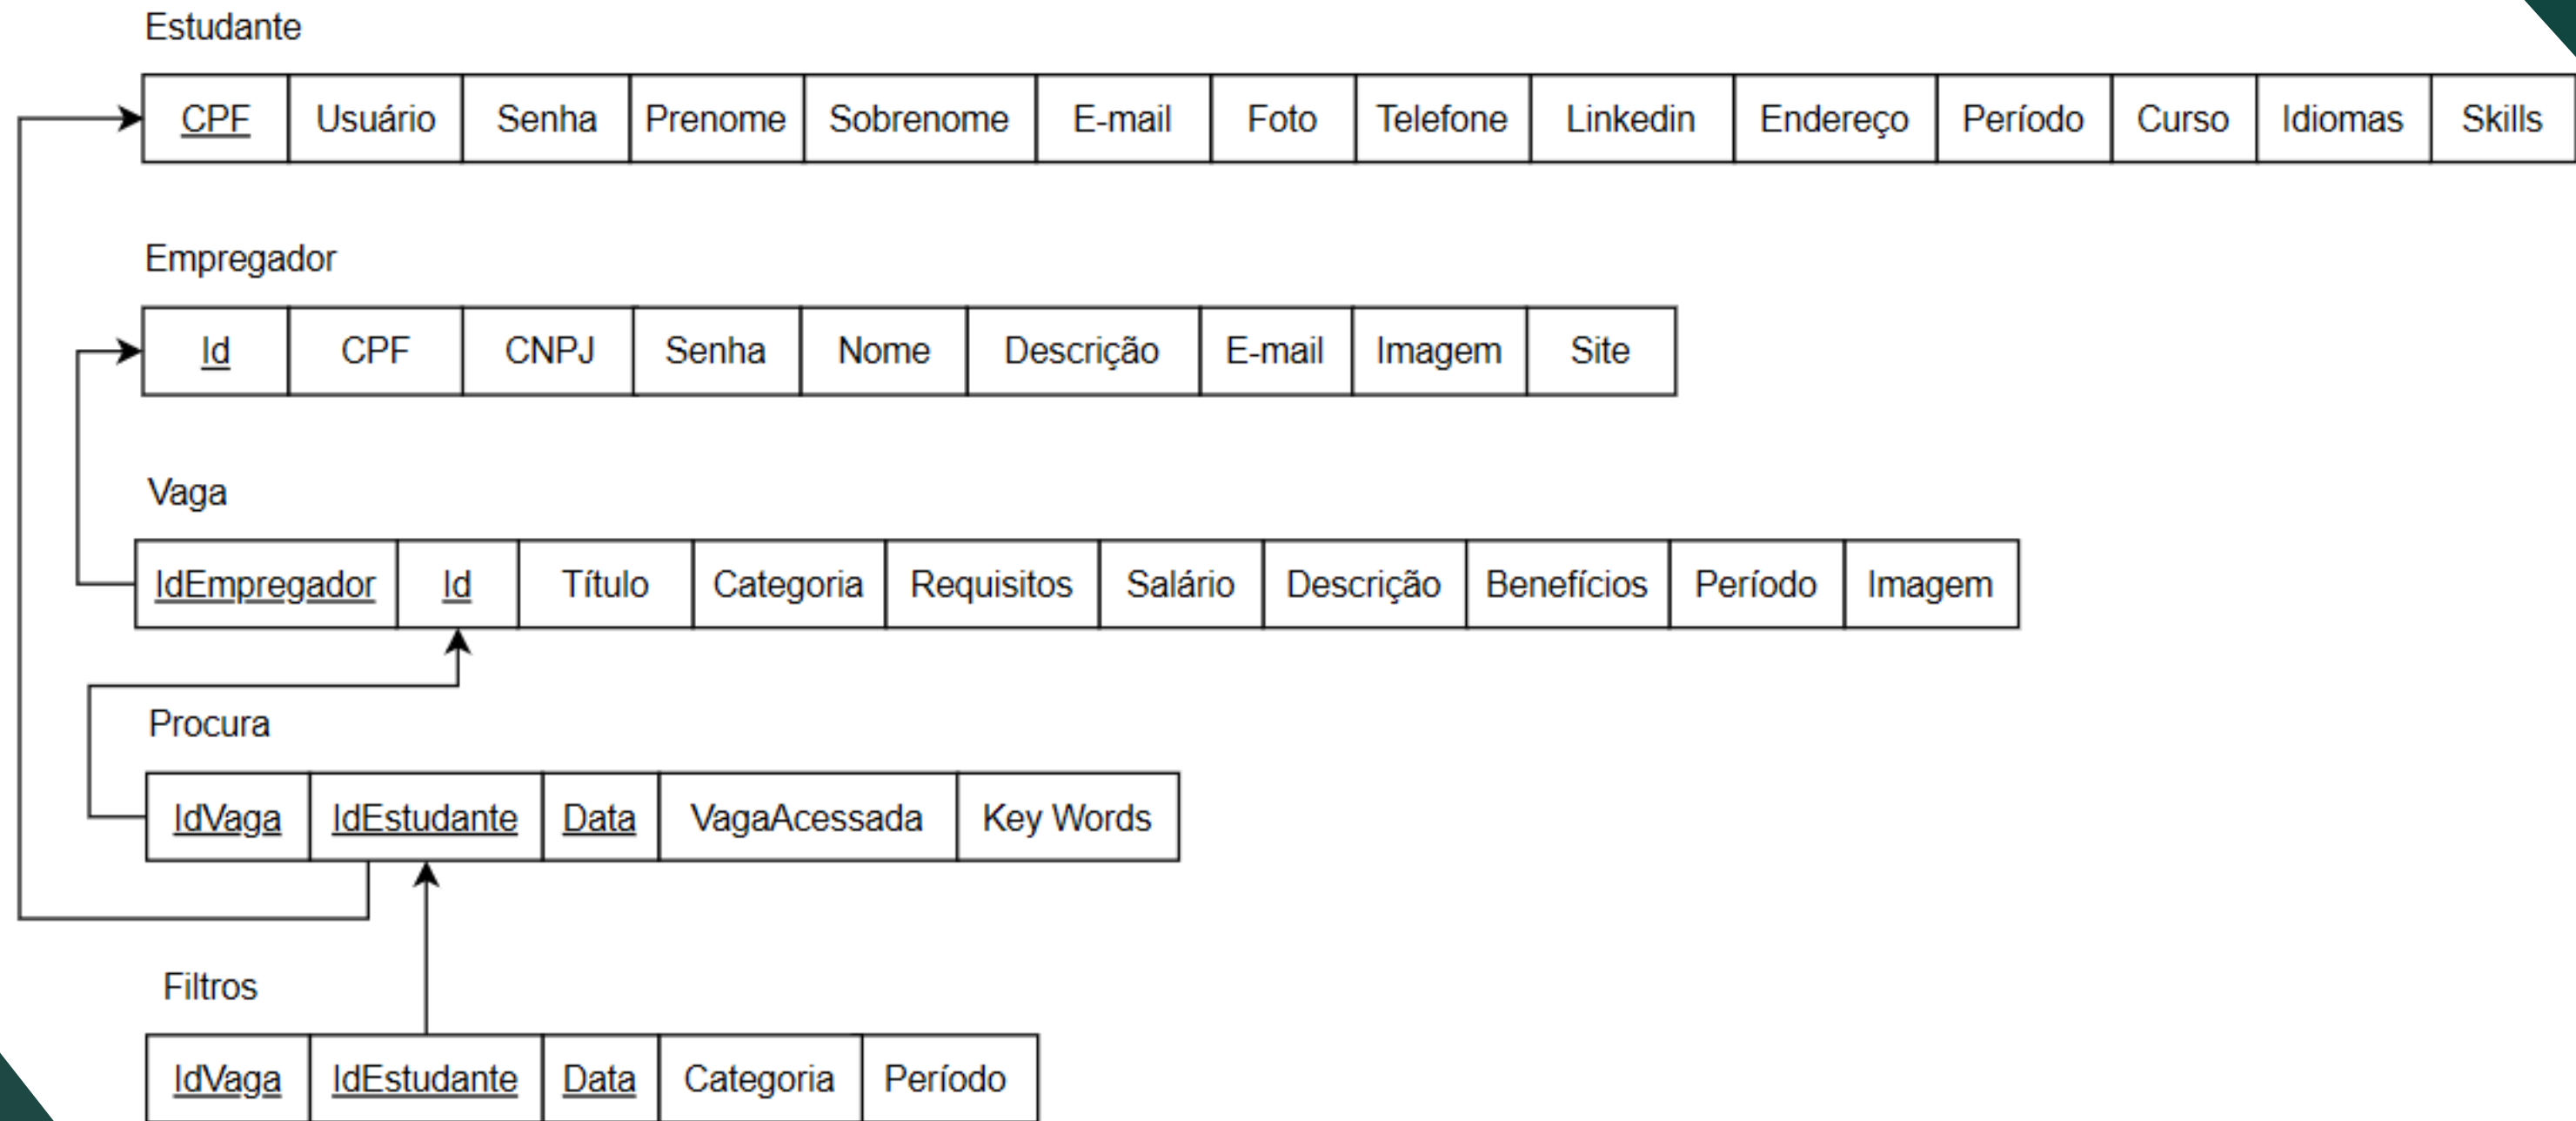 Estudante
CPF Usuário Senha Prenome Sobrenome E-mail Foto Telefone Linkedin Endereço Período Curso Idiomas Skills
Empregador
Id CPF CNPJ Senha Nome Descrição E-mail Imagem Site
Vaga
IdEmpregador Id Título Categoria Requisitos Salário Descrição Benefícios Período Imagem
Procura
IdVaga IdEstudante Data VagaAcessada Key Words
Filtros
IdVaga IdEstudante Data Categoria Período